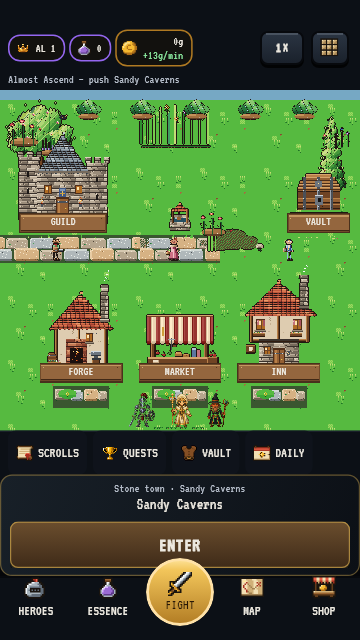 AL 1
0
0g
+13g/min
1X
Almost Ascend – push Sandy Caverns
GUILD
VAULT
FORGE
MARKET
INN
SCROLLS
QUESTS
VAULT
DAILY
Stone town · Sandy Caverns
Sandy Caverns
ENTER
HEROES
ESSENCE
FIGHT
MAP
SHOP